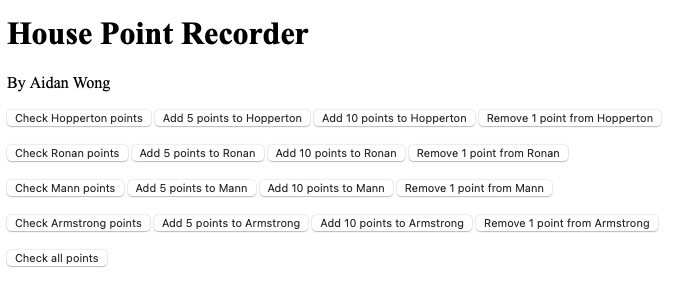 House Point Recorder
By Aidan Wong
Check Hopperton points Add 5 points to Hopperton Add 10 points to Hopperton Remove 1 point from Hopperton
Check Ronan points Add 5 points to Ronan Add 10 points to Ronan Remove 1 point from Ronan
Check Mann points Add 5 points to Mann Add 10 points to Mann Remove 1 point from Mann
Check Armstrong points Add 5 points to Armstrong Add 10 points to Armstrong Remove 1 point from Armstrong
Check all points